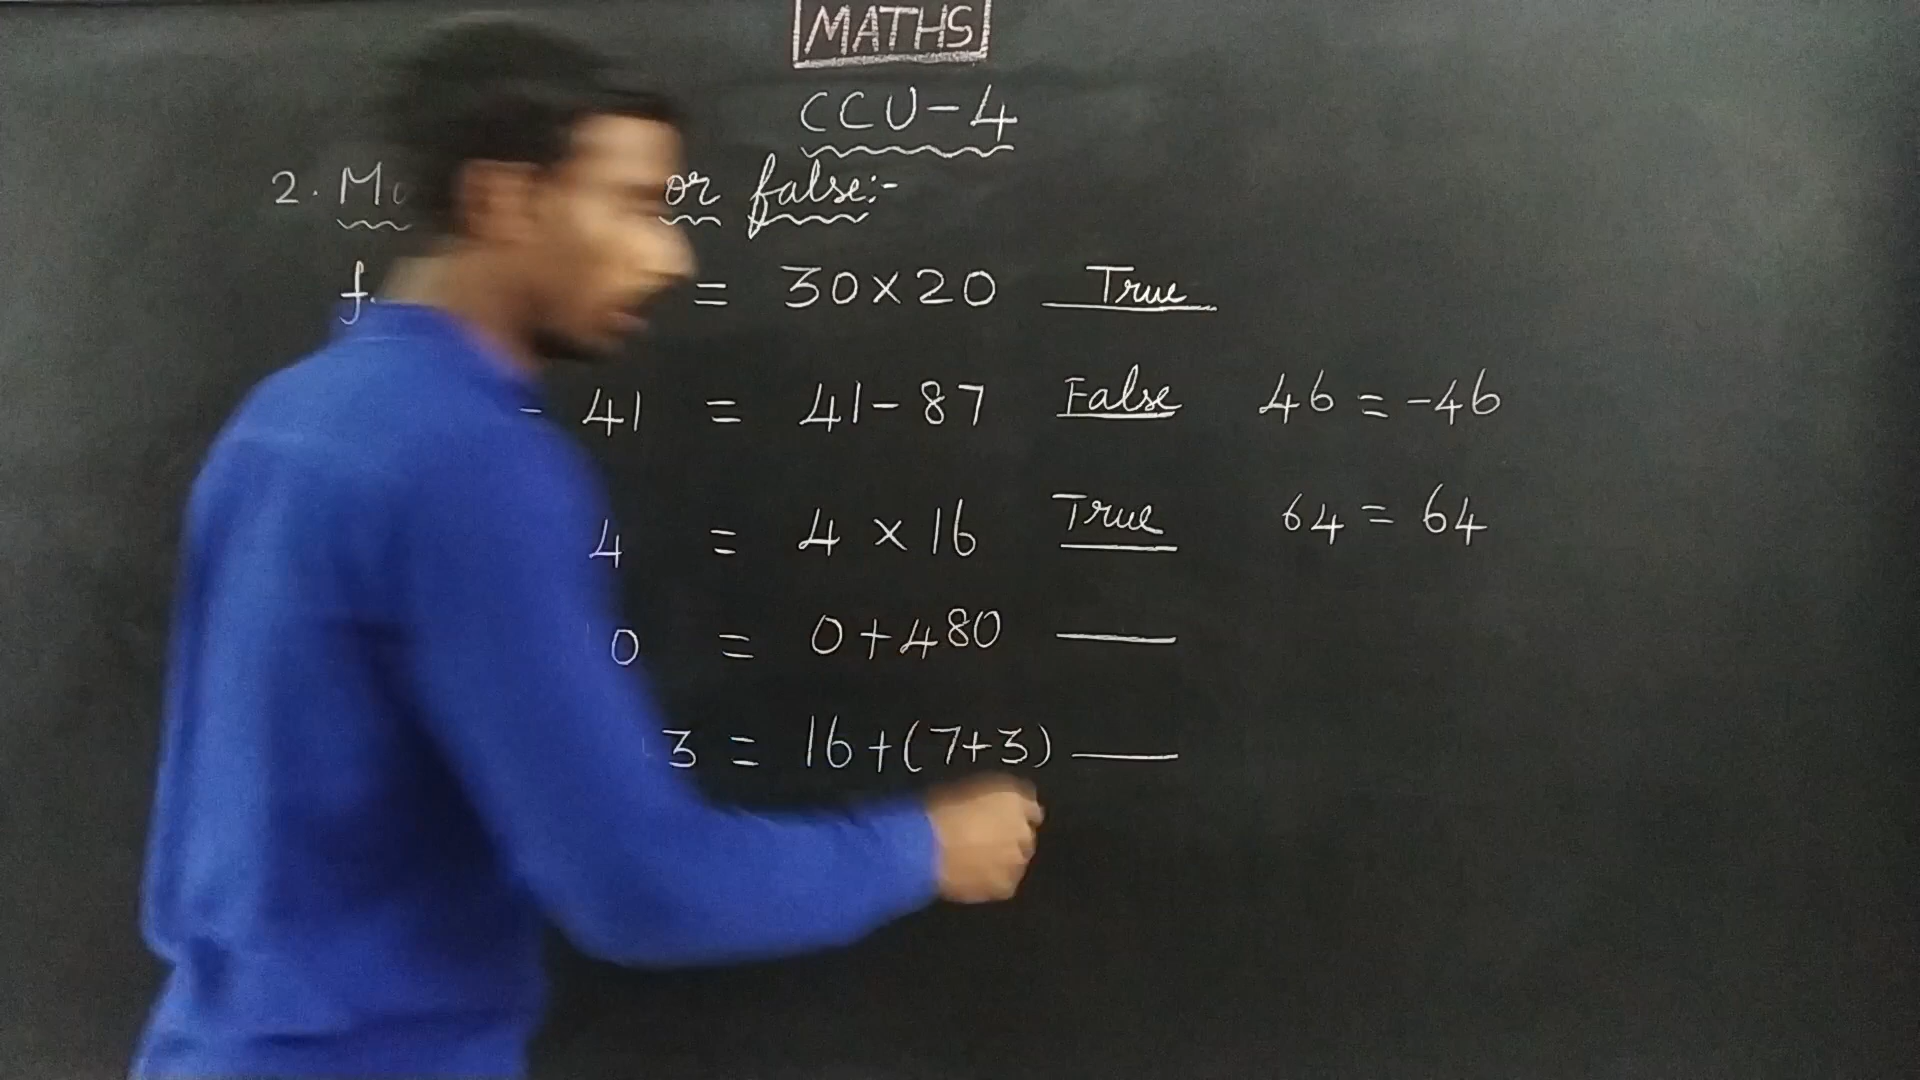 MATHS
CCU-4
2. or false:-
f. = 30×20 True
- 41 = 41-87 False 46 = -46
4 = 4 × 16 True 64 = 64
0 = 0+480
3 = 16+(7+3)